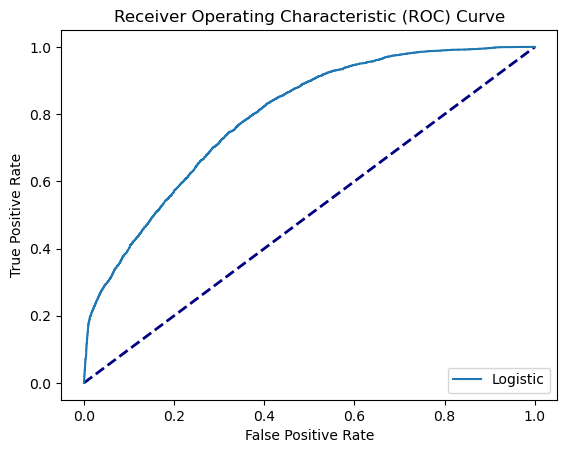 Receiver Operating Characteristic (ROC) Curve
1.0
0.8
0.6
0.4
0.2
0.0
True Positive Rate
Logistic
0.0 0.2 0.4 0.6 0.8 1.0
False Positive Rate